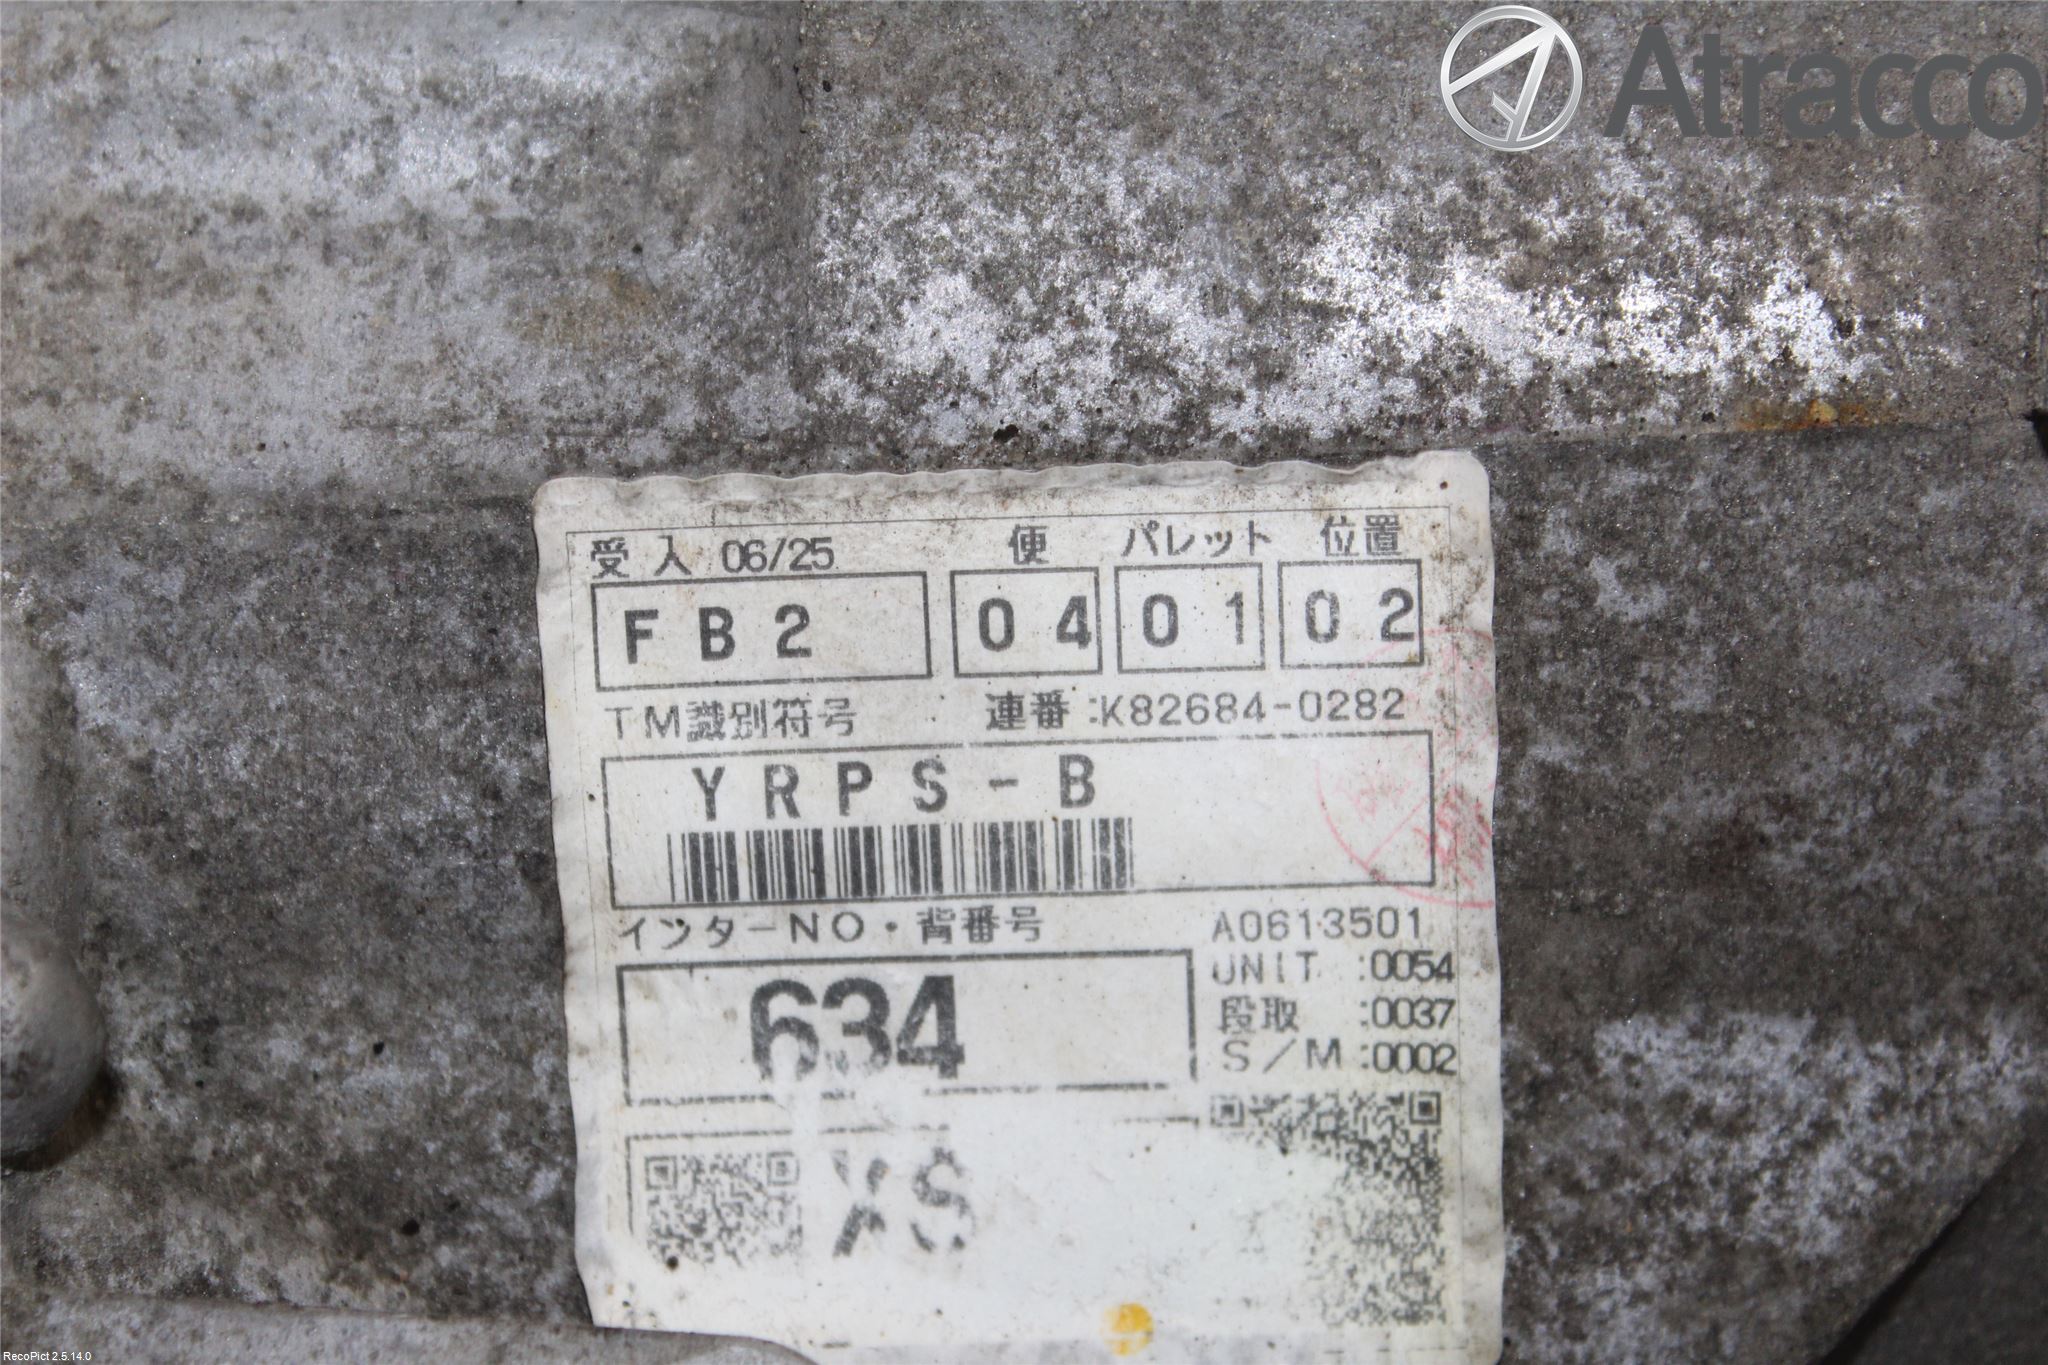 Atracco
受入 06/25 便 パレット 位置
FB2 04 01 02
TM識別符号 連番:K82684-0282
YRPS-B
インターNO・背番号 A0613501
634 UNIT :0054
段取 :0037
S/M:0002
XS
RecoPict 2.5.14.0